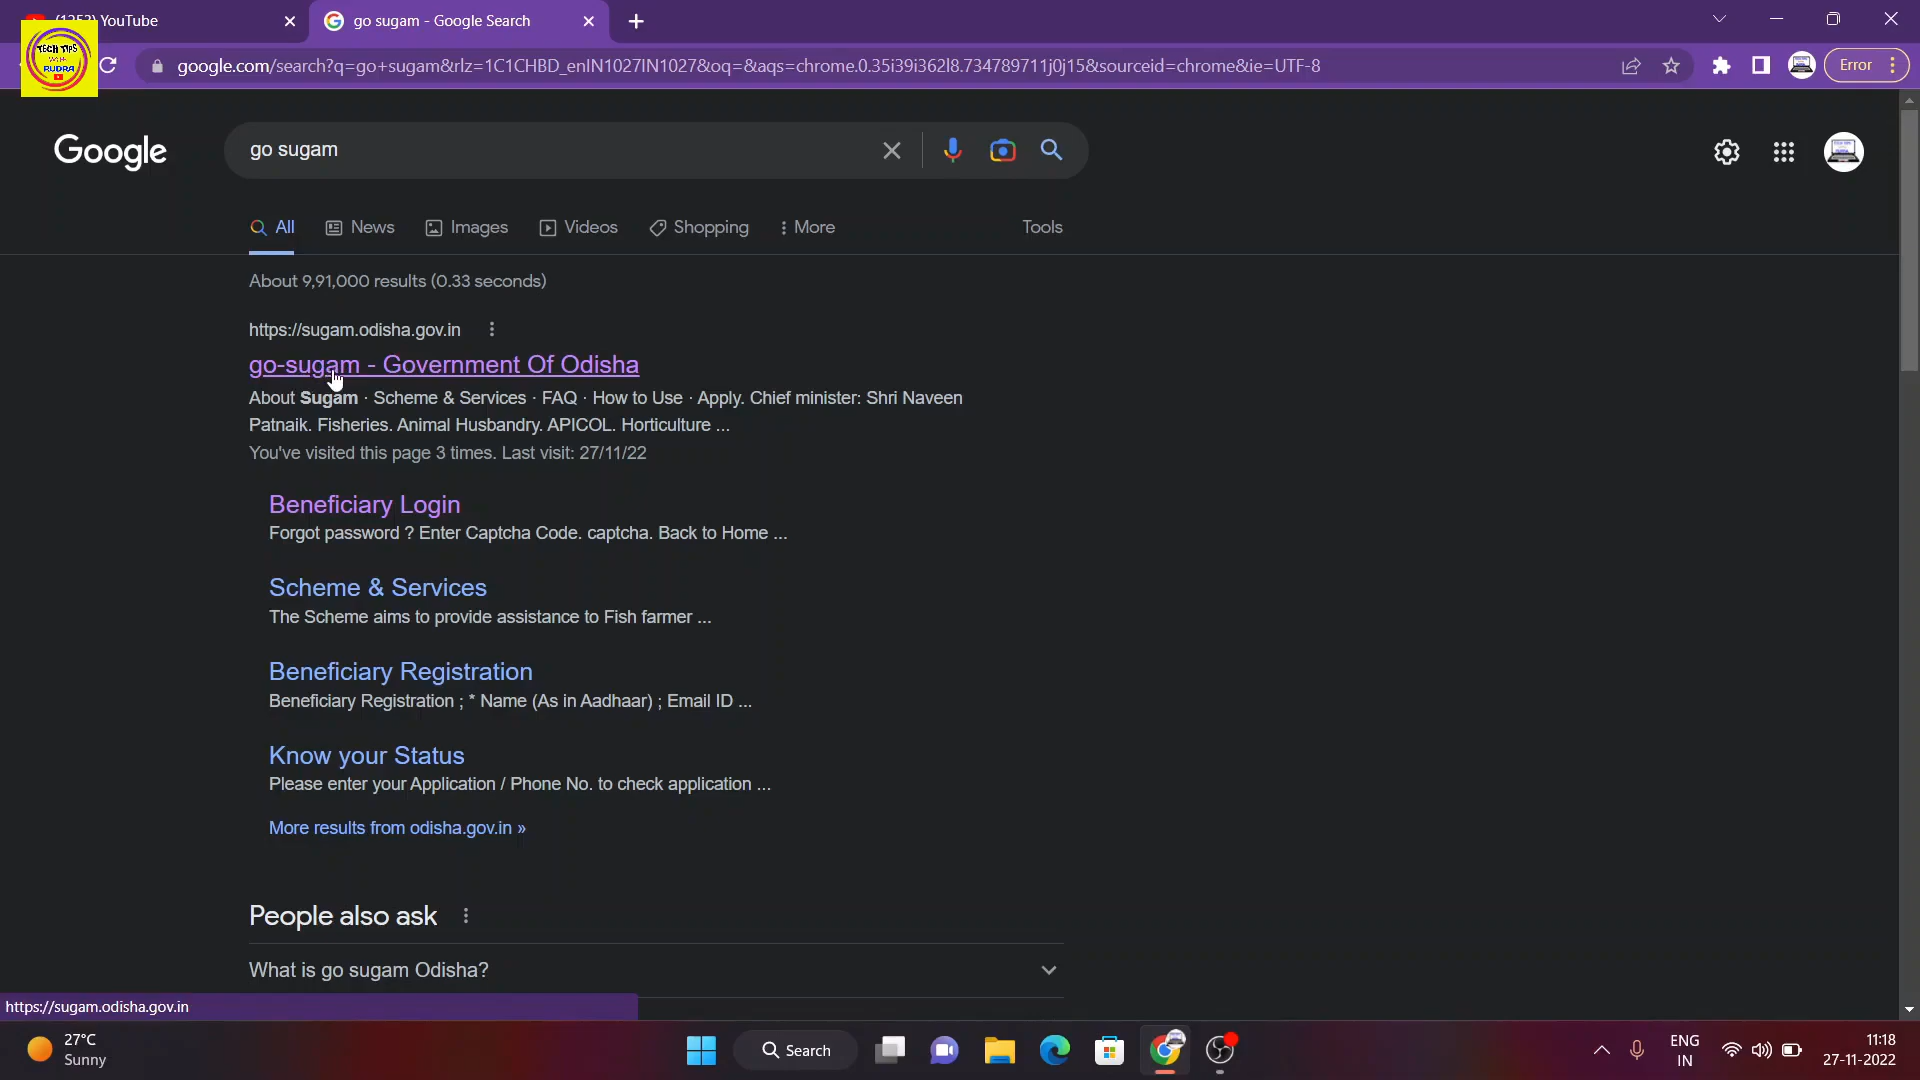 (1253) YouTube
go sugam - Google Search
TECH TIPS
With
RUDRA
google.com/search?q=go+sugam&rlz=1C1CHBD_enIN1027IN1027&oq=&aqs=chrome.0.35i39i362l8.734789711j0j15&sourceid=chrome&ie=UTF-8
Error
Google
go sugam
All
News
Images
Videos
Shopping
More
Tools
About 9,91,000 results (0.33 seconds)
https://sugam.odisha.gov.in
go-sugam - Government Of Odisha
About Sugam · Scheme & Services · FAQ · How to Use · Apply. Chief minister: Shri Naveen
Patnaik. Fisheries. Animal Husbandry. APICOL. Horticulture ...
You've visited this page 3 times. Last visit: 27/11/22
Beneficiary Login
Forgot password ? Enter Captcha Code. captcha. Back to Home ...
Scheme & Services
The Scheme aims to provide assistance to Fish farmer ...
Beneficiary Registration
Beneficiary Registration ; * Name (As in Aadhaar) ; Email ID ...
Know your Status
Please enter your Application / Phone No. to check application ...
More results from odisha.gov.in »
People also ask
What is go sugam Odisha?
https://sugam.odisha.gov.in
27°C
Sunny
Search
ENG
IN
11:18
27-11-2022